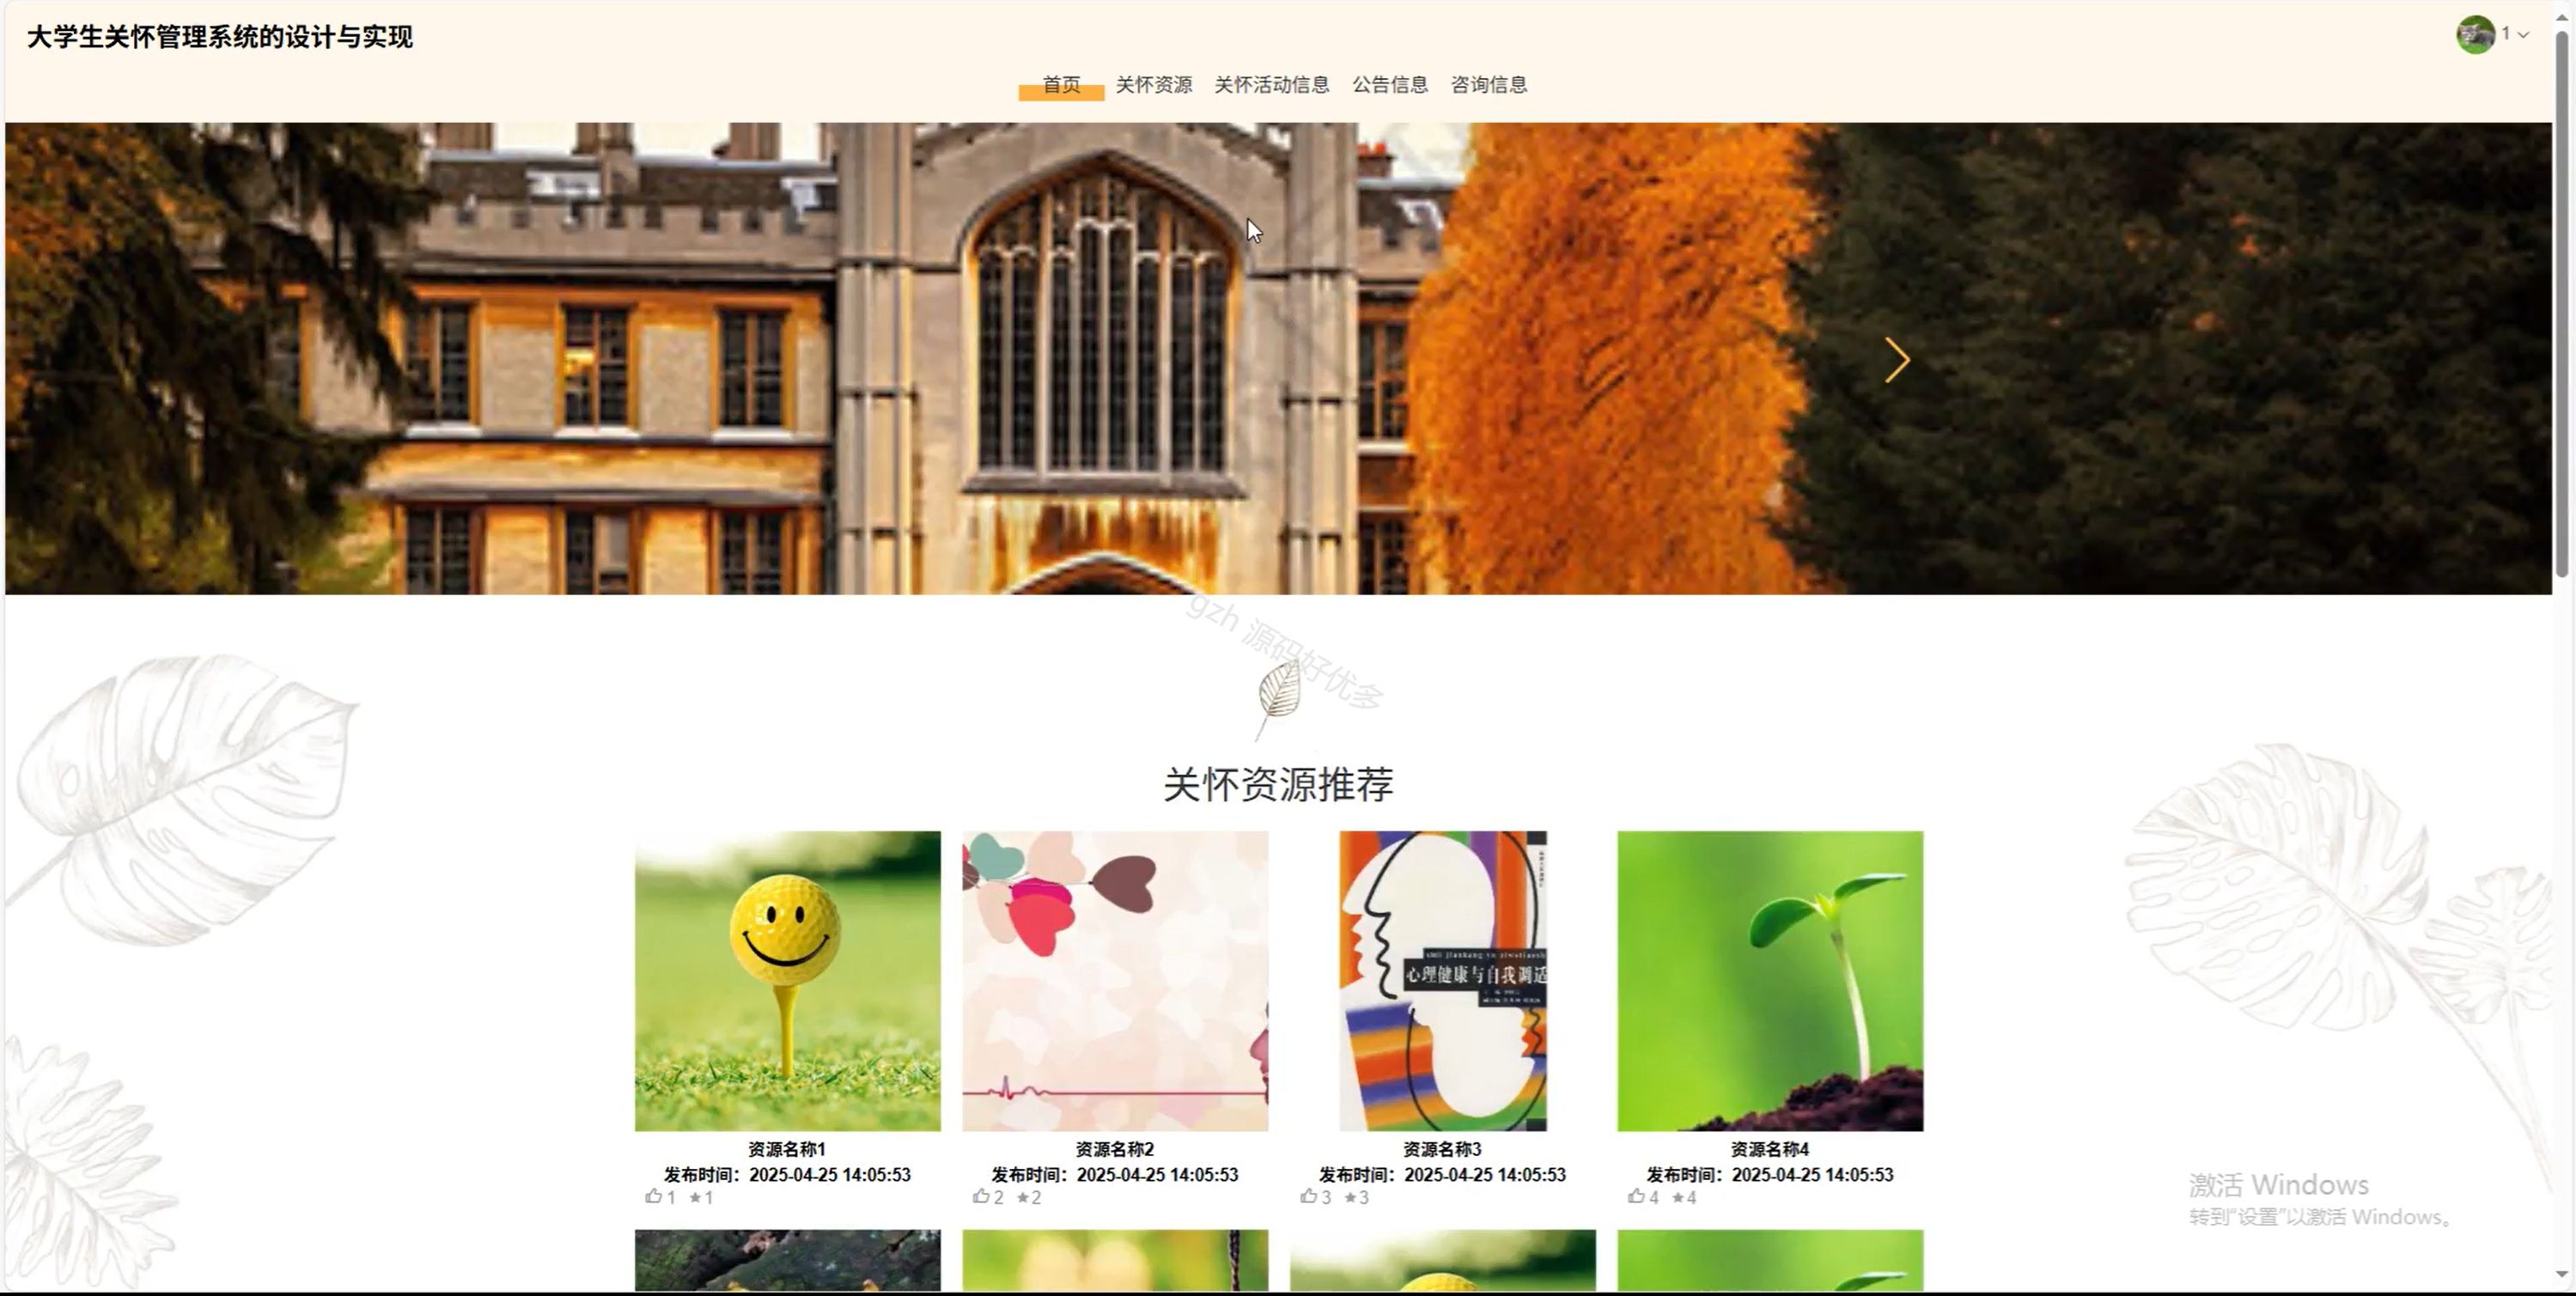 大学生关怀管理系统的设计与实现
1
首页 关怀资源 关怀活动信息 公告信息 咨询信息
gzh 源码好优多
关怀资源推荐
心理健康与自我调适
资源名称1
发布时间：2025-04-25 14:05:53
1 1
资源名称2
发布时间：2025-04-25 14:05:53
2 2
资源名称3
发布时间：2025-04-25 14:05:53
3 3
资源名称4
发布时间：2025-04-25 14:05:53
4 4
激活 Windows
转到“设置”以激活 Windows。